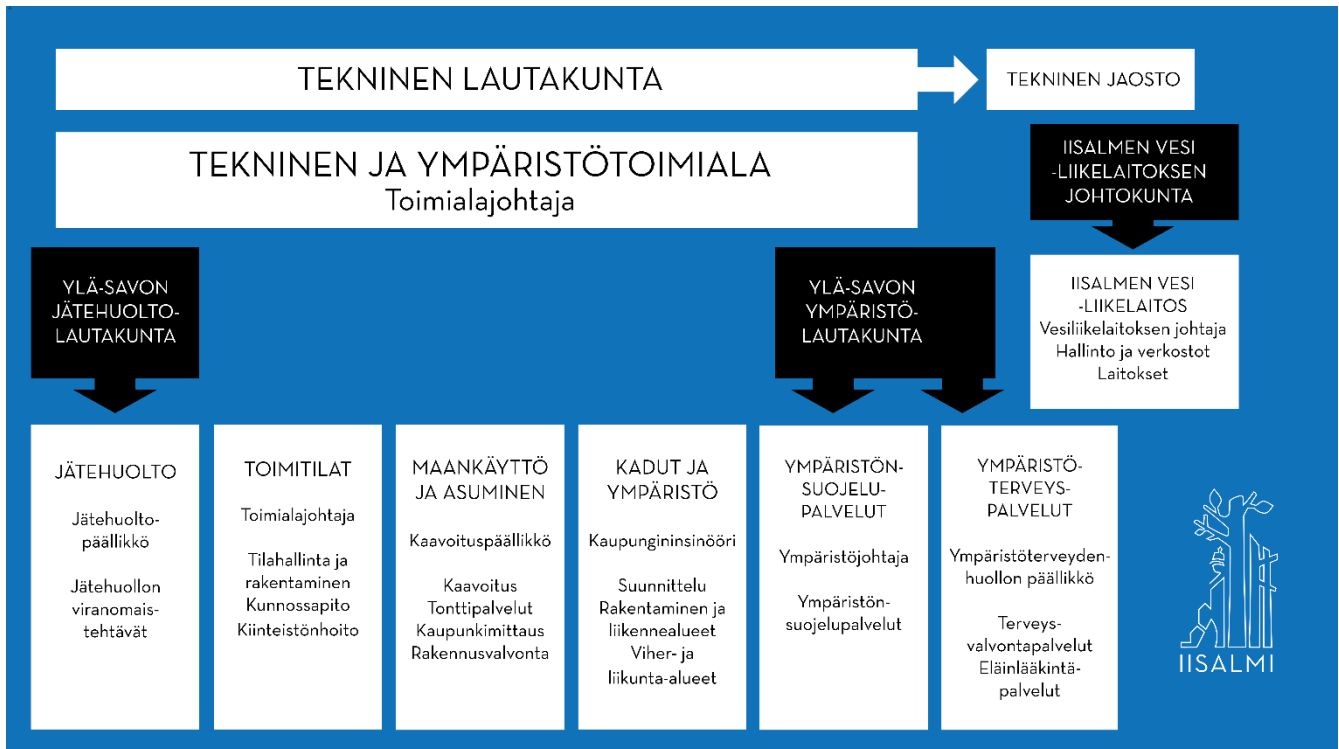 TEKNINEN LAUTAKUNTA
TEKNINEN JAOSTO
TEKNINEN JA YMPÄRISTÖTOIMIALA
Toimialajohtaja
IISALMEN VESI
-LIIKELAITOKSEN
JOHTOKUNTA
YLÄ-SAVON
JÄTEHUOLTO-
LAUTAKUNTA
YLÄ-SAVON
YMPÄRISTÖ-
LAUTAKUNTA
IISALMEN VESI
-LIIKELAITOS
Vesiliikelaitoksen johtaja
Hallinto ja verkostot
Laitokset
JÄTEHUOLTO
Jätehuolto-
päällikkö
Jätehuollon
viranomais-
tehtävät
TOIMITILAT
Toimialajohtaja
Tilahallinta ja
rakentaminen
Kunnossapito
Kiinteistönhoito
MAANKÄYTTÖ
JA ASUMINEN
Kaavoituspäällikkö
Kaavoitus
Tonttipalvelut
Kaupunkimittaus
Rakennusvalvonta
KADUT JA
YMPÄRISTÖ
Kaupungininsinööri
Suunnittelu
Rakentaminen ja
liikennealueet
Viher- ja
liikunta-alueet
YMPÄRISTÖN-
SUOJELU-
PALVELUT
Ympäristöjohtaja
Ympäristön-
suojelupalvelut
YMPÄRISTÖ-
TERVEYS-
PALVELUT
Ympäristöterveyden-
huollon päällikkö
Terveys-
valvontapalvelut
Eläinlääkintä-
palvelut
IISALMI